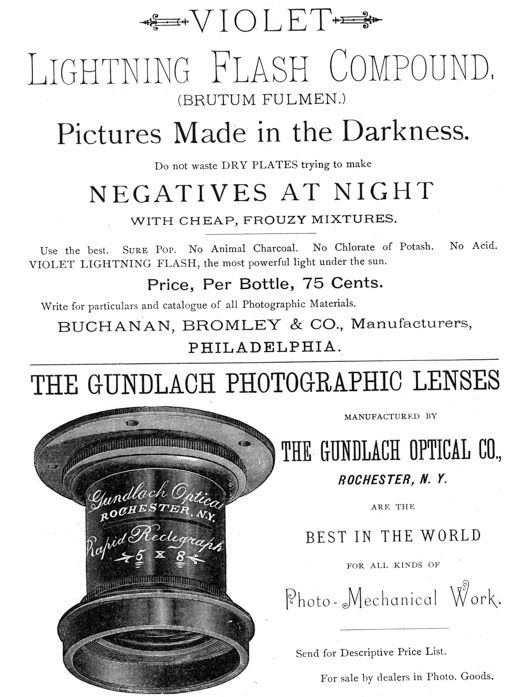 VIOLET
LIGHTNING FLASH COMPOUND.
(BRUTUM FULMEN.)
Pictures Made in the Darkness.
Do not waste DRY PLATES trying to make
NEGATIVES AT NIGHT
WITH CHEAP, FROUZY MIXTURES.
Use the best. SURE POP. No Animal Charcoal. No Chlorate of Potash. No Acid.
VIOLET LIGHTNING FLASH, the most powerful light under the sun.
Price, Per Bottle, 75 Cents.
Write for particulars and catalogue of all Photographic Materials.
BUCHANAN, BROMLEY & CO., Manufacturers,
PHILADELPHIA.
THE GUNDLACH PHOTOGRAPHIC LENSES
MANUFACTURED BY
THE GUNDLACH OPTICAL CO.,
ROCHESTER, N. Y.
ARE THE
BEST IN THE WORLD
FOR ALL KINDS OF
Photo-Mechanical Work.
Send for Descriptive Price List.
For sale by dealers in Photo. Goods.
Gundlach Optical
ROCHESTER, N.Y.
Rapid Rectigraph
5 x 8